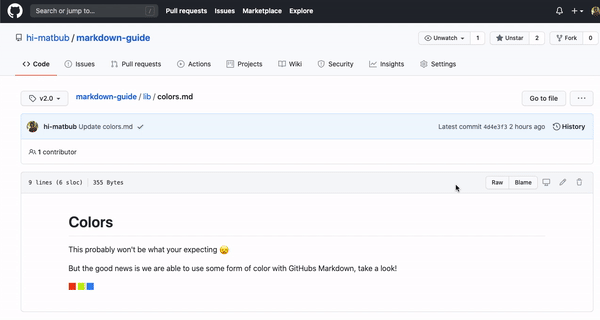 Search or jump to... / Pull requests Issues Marketplace Explore
hi-matbub / markdown-guide Unwatch 1 Unstar 2 Fork 0
Code Issues Pull requests Actions Projects Wiki Security Insights Settings
v2.0 markdown-guide / lib / colors.md Go to file ...
hi-matbub Update colors.md Latest commit 4d4e3f3 2 hours ago History
1 contributor
9 lines (6 sloc) 355 Bytes Raw Blame
Colors
This probably won't be what your expecting 😥
But the good news is we are able to use some form of color with GitHubs Markdown, take a look!